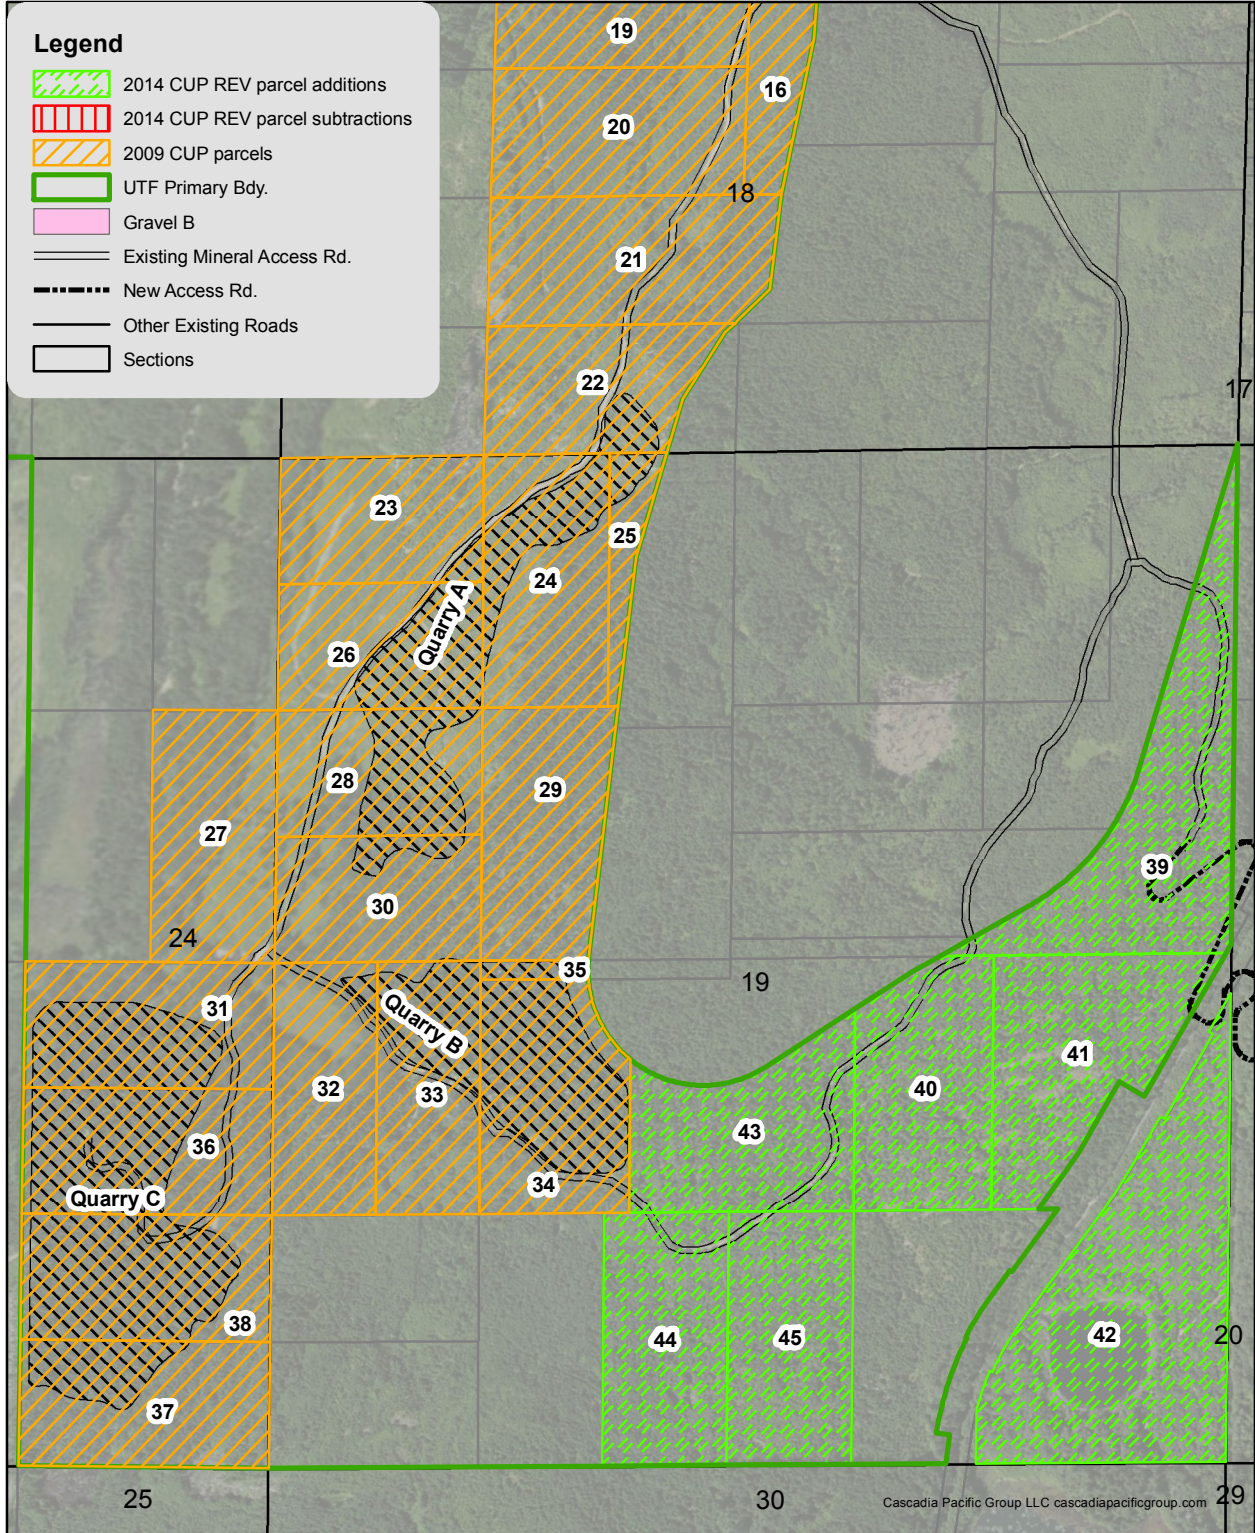 Legend
2014 CUP REV parcel additions
2014 CUP REV parcel subtractions
2009 CUP parcels
UTF Primary Bdy.
Gravel B
Existing Mineral Access Rd.
New Access Rd.
Other Existing Roads
Sections
19
16
20
18
21
22
17
23
25
24
Quarry A
26
28
29
27
39
30
24
35
19
31
Quarry B
41
32
33
40
43
36
34
Quarry C
38
44
45
42
20
37
25
30
Cascadia Pacific Group LLC cascadiapacificgroup.com
29